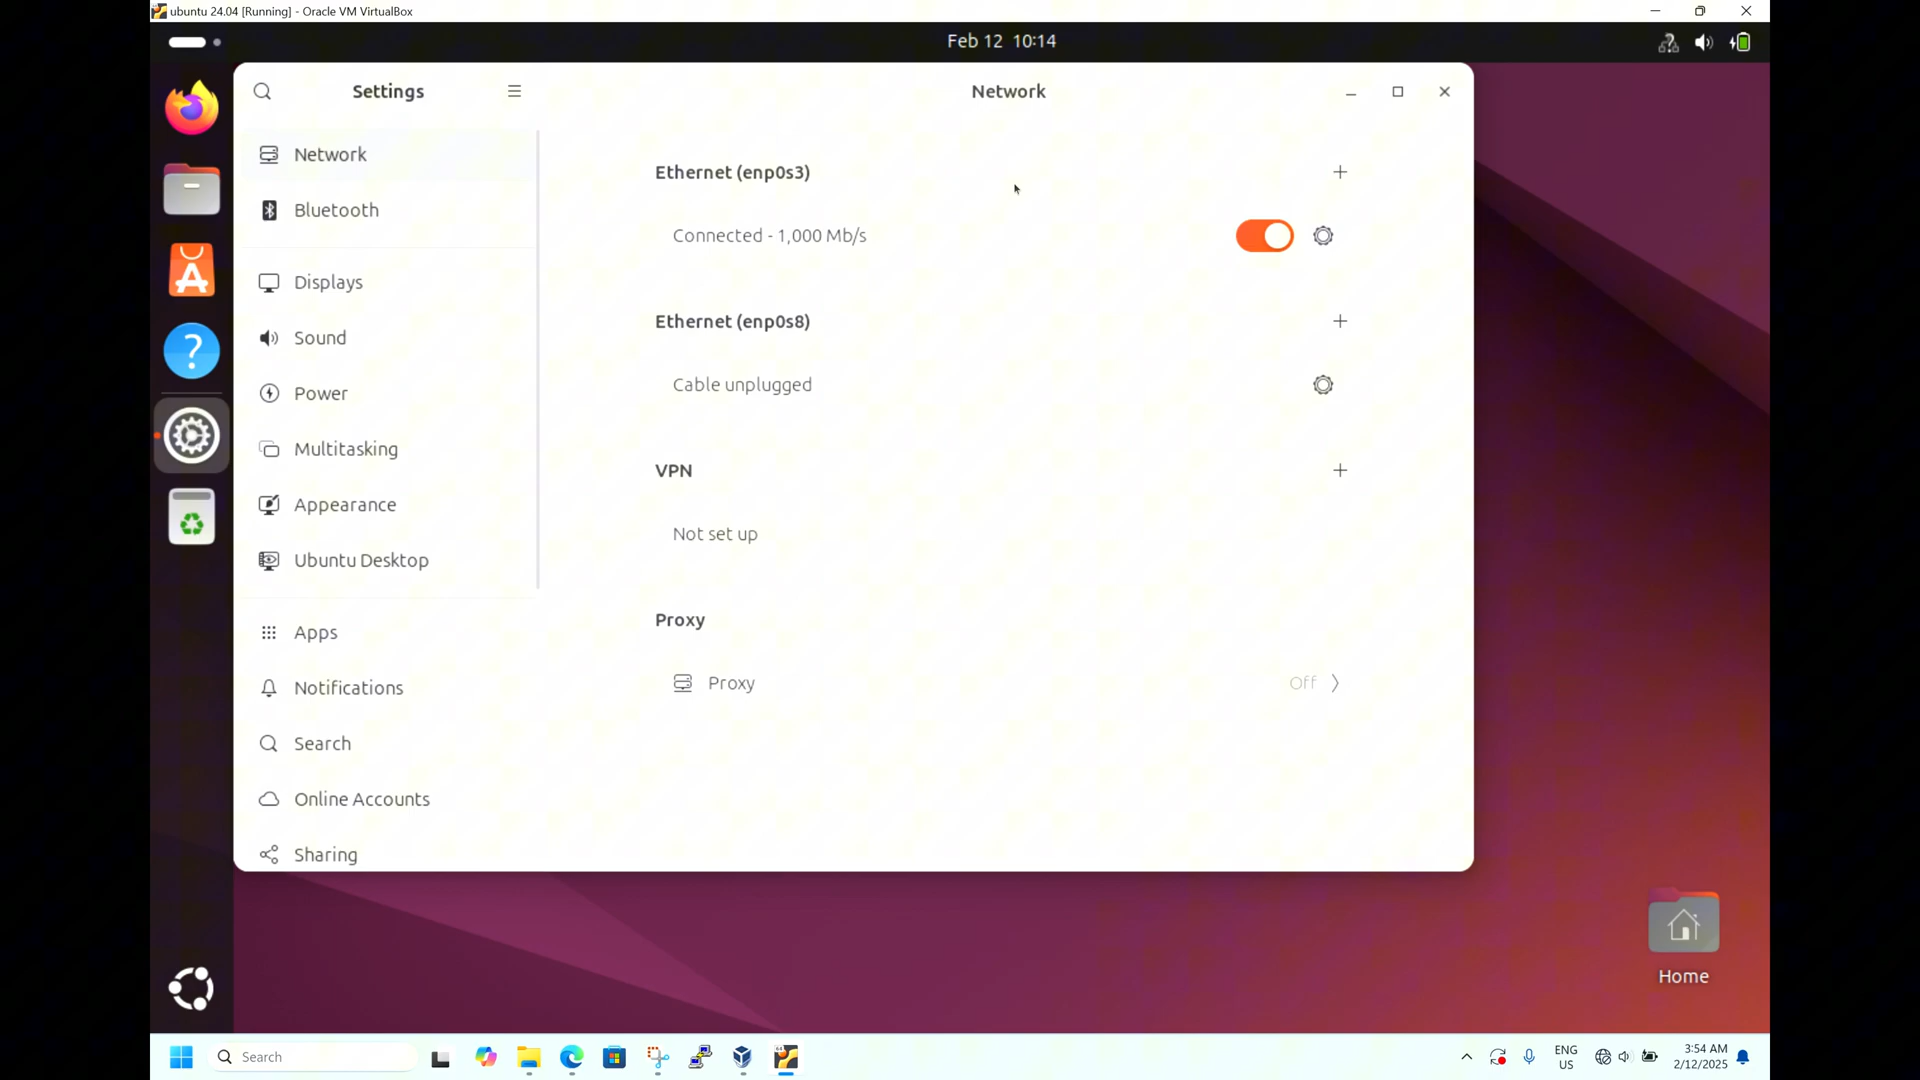 ubuntu 24.04 [Running] - Oracle VM VirtualBox
Feb 12 10:14
Settings
Network
Network
Bluetooth
Displays
Sound
Power
Multitasking
Appearance
Ubuntu Desktop
Apps
Notifications
Search
Online Accounts
Sharing
Ethernet (enp0s3)
Connected - 1,000 Mb/s
Ethernet (enp0s8)
Cable unplugged
VPN
Not set up
Proxy
Proxy
Off
Home
Search
ENG
US
3:54 AM
2/12/2025